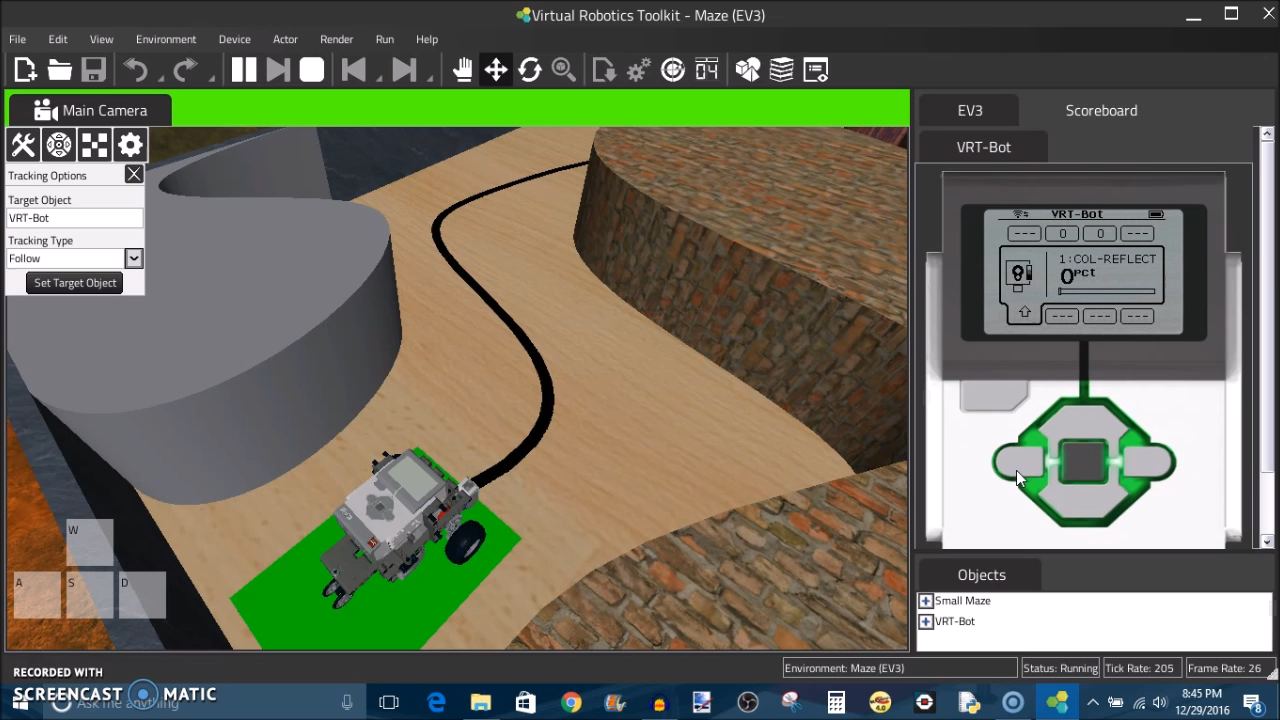 Virtual Robotics Toolkit - Maze (EV3)
File Edit View Environment Device Actor Render Run Help
Main Camera
EV3 Scoreboard
VRT-Bot
Tracking Options
Target Object
VRT-Bot
Tracking Type
Follow
Set Target Object
VRT-Bot
--- 0 0 ---
1:COL-REFLECT
0pct
--- --- ---
W
A S D
Objects
Small Maze
VRT-Bot
Environment: Maze (EV3) Status: Running Tick Rate: 205 Frame Rate: 26
RECORDED WITH
SCREENCAST MATIC
Ask me anything
8:45 PM
12/29/2016